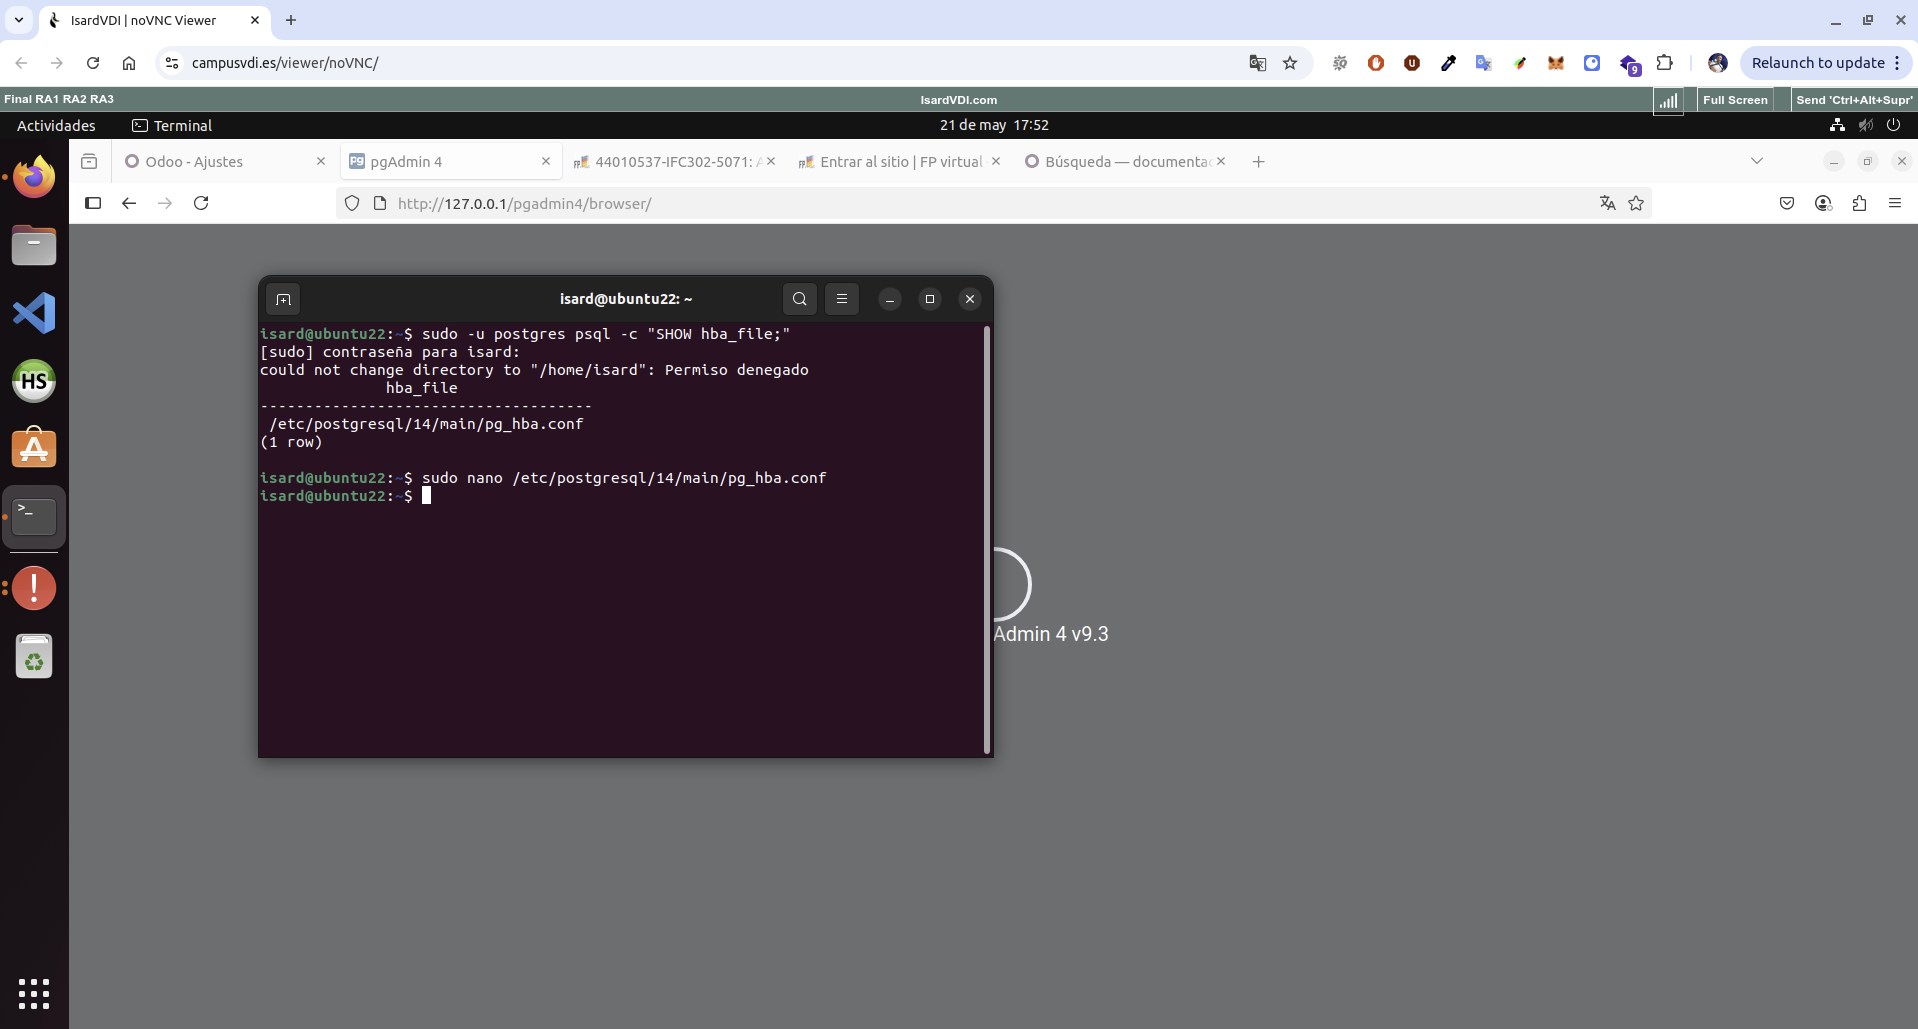 IsardVDI | noVNC Viewer
campusvdi.es/viewer/noVNC/
9
Relaunch to update
Final RA1 RA2 RA3
IsardVDI.com
Full Screen
Send 'Ctrl+Alt+Supr'
Actividades
Terminal
21 de may 17:52
Odoo - Ajustes
pgAdmin 4
44010537-IFC302-5071: A
Entrar al sitio | FP virtual
Búsqueda — documentac
http://127.0.0.1/pgadmin4/browser/
isard@ubuntu22: ~
isard@ubuntu22:~$ sudo -u postgres psql -c "SHOW hba_file;"
[sudo] contraseña para isard:
could not change directory to "/home/isard": Permiso denegado
hba_file
-------------------------------------
/etc/postgresql/14/main/pg_hba.conf
(1 row)
isard@ubuntu22:~$ sudo nano /etc/postgresql/14/main/pg_hba.conf
isard@ubuntu22:~$
HS
Admin 4 v9.3